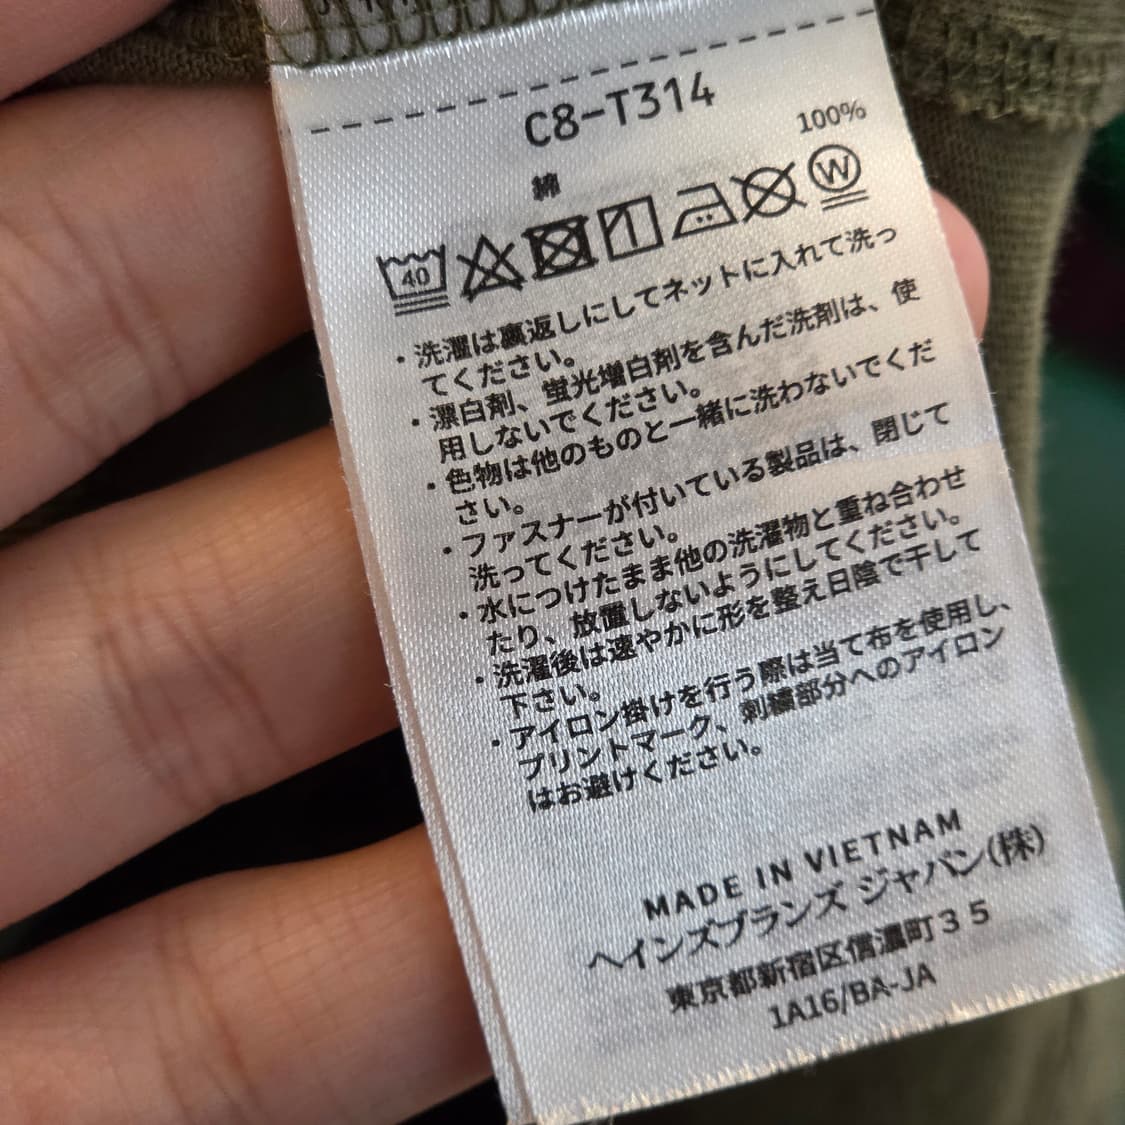 C8-T314
綿 100%
40 W
・洗濯は裏返しにしてネットに入れて洗っ
てください。
・漂白剤、蛍光増白剤を含んだ洗剤は、使
用しないでください。
・色物は他のものと一緒に洗わないでくだ
さい。
・ファスナーが付いている製品は、閉じて
洗ってください。
・水につけたまま他の洗濯物と重ね合わせ
たり、放置しないようにしてください。
・洗濯後は速やかに形を整え日陰で干して
下さい。
・アイロン掛けを行う際は当て布を使用し、
プリントマーク、刺繍部分へのアイロン
はお避けください。
MADE IN VIETNAM
ヘインズブランズ ジャパン(株)
東京都新宿区信濃町35
1A16/BA-JA